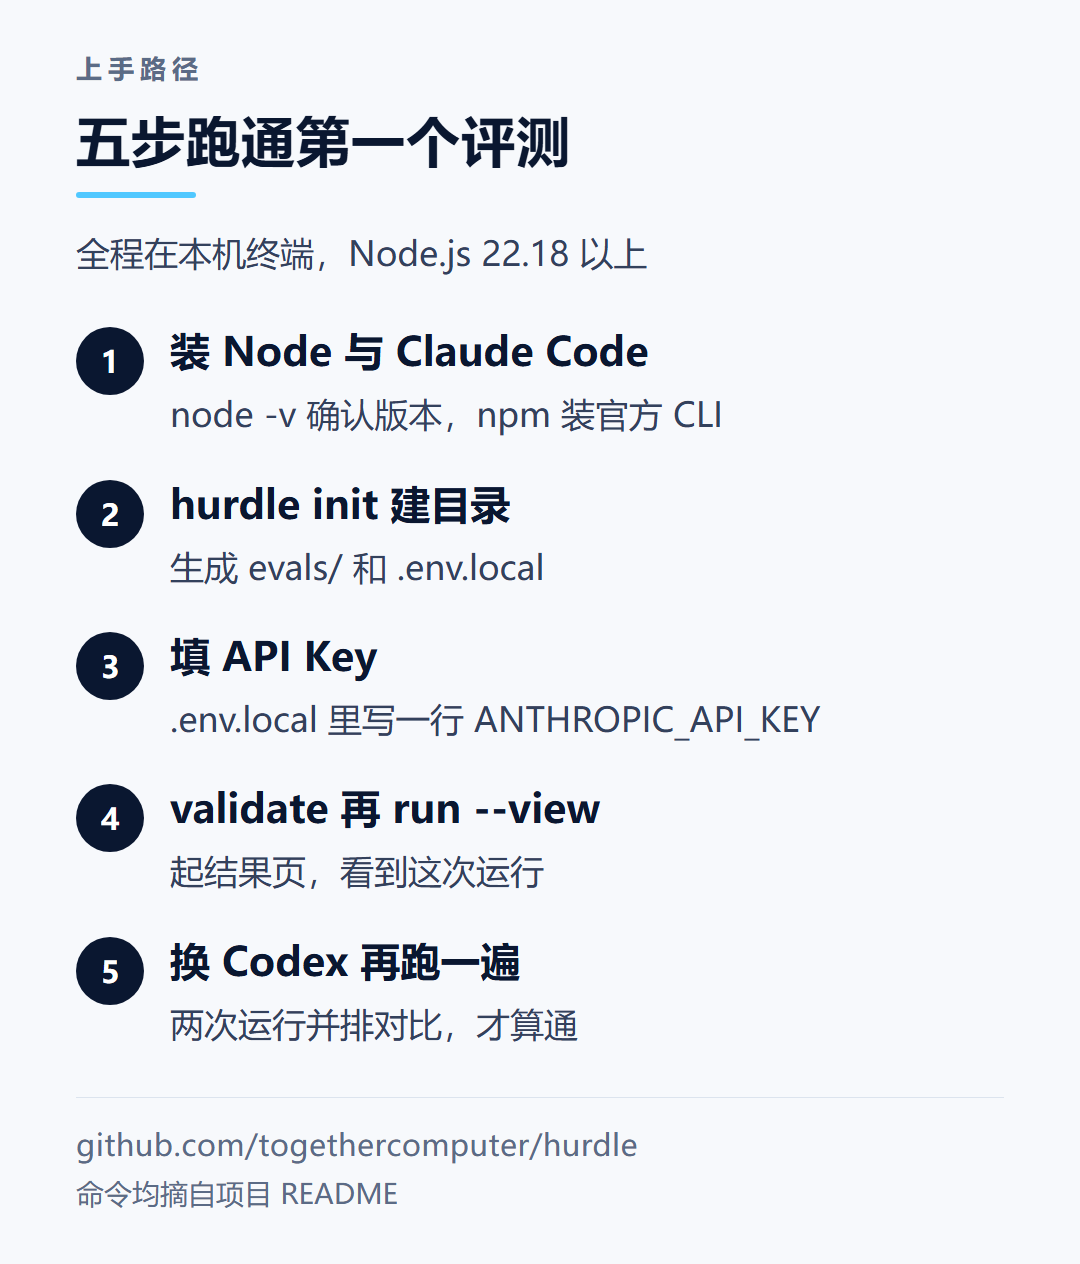 上手路径
五步跑通第一个评测
全程在本机终端，Node.js 22.18 以上
1
装 Node 与 Claude Code
node -v 确认版本，npm 装官方 CLI
2
hurdle init 建目录
生成 evals/ 和 .env.local
3
填 API Key
.env.local 里写一行 ANTHROPIC_API_KEY
4
validate 再 run --view
起结果页，看到这次运行
5
换 Codex 再跑一遍
两次运行并排对比，才算通
github.com/togethercomputer/hurdle
命令均摘自项目 README